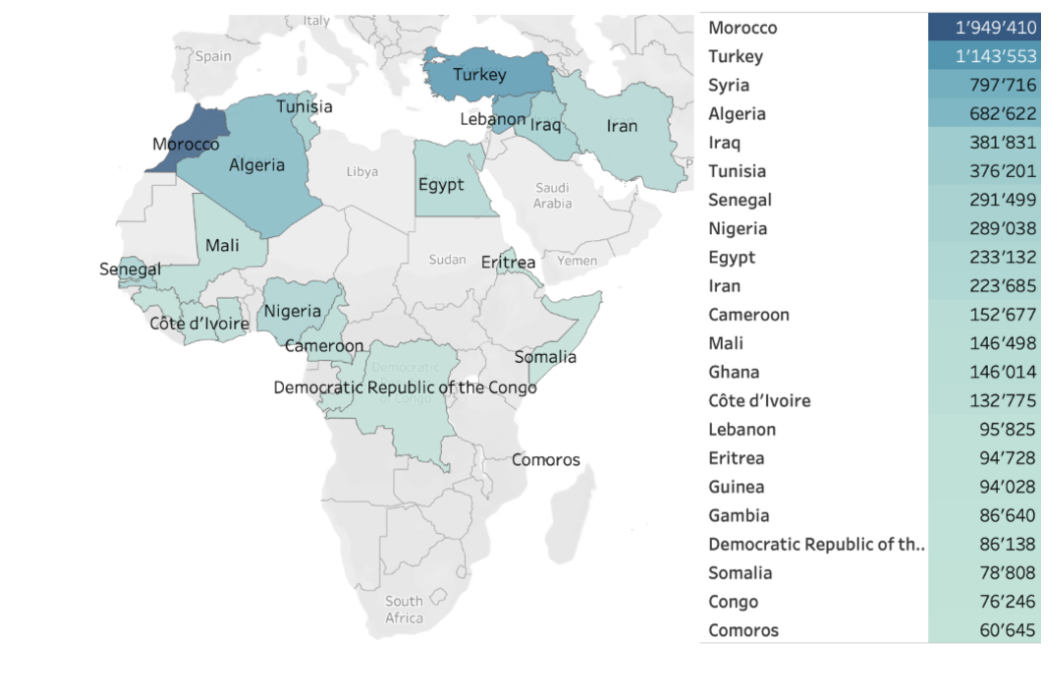 Italy
Spain
Turkey
Tunisia
Lebanon
Iraq
Iran
Morocco
Algeria
Libya
Egypt
Saudi
Arabia
Mali
Sudan
Eritrea
Yemen
Senegal
Nigeria
Côte d’Ivoire
Cameroon
Somalia
Democratic
Democratic Republic of the Congo
of Congo
Comoros
South
Africa
Morocco 1’949’410
Turkey 1’143’553
Syria 797’716
Algeria 682’622
Iraq 381’831
Tunisia 376’201
Senegal 291’499
Nigeria 289’038
Egypt 233’132
Iran 223’685
Cameroon 152’677
Mali 146’498
Ghana 146’014
Côte d’Ivoire 132’775
Lebanon 95’825
Eritrea 94’728
Guinea 94’028
Gambia 86’640
Democratic Republic of th.. 86’138
Somalia 78’808
Congo 76’246
Comoros 60’645